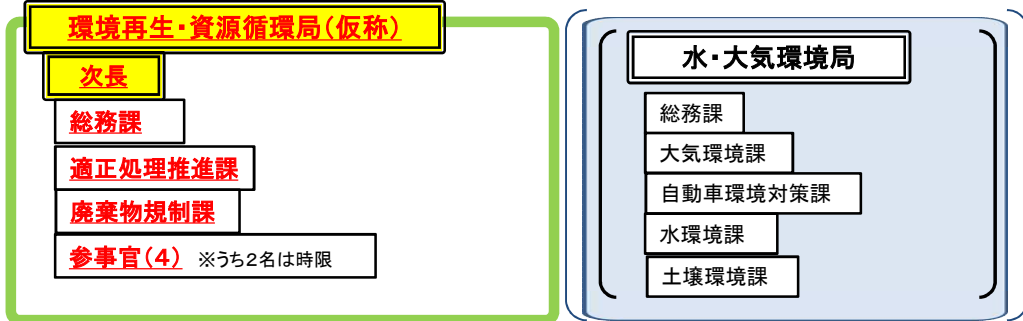 環境再生・資源循環局(仮称)
次長
総務課
適正処理推進課
廃棄物規制課
参事官(4) ※うち2名は時限
水・大気環境局
総務課
大気環境課
自動車環境対策課
水環境課
土壌環境課